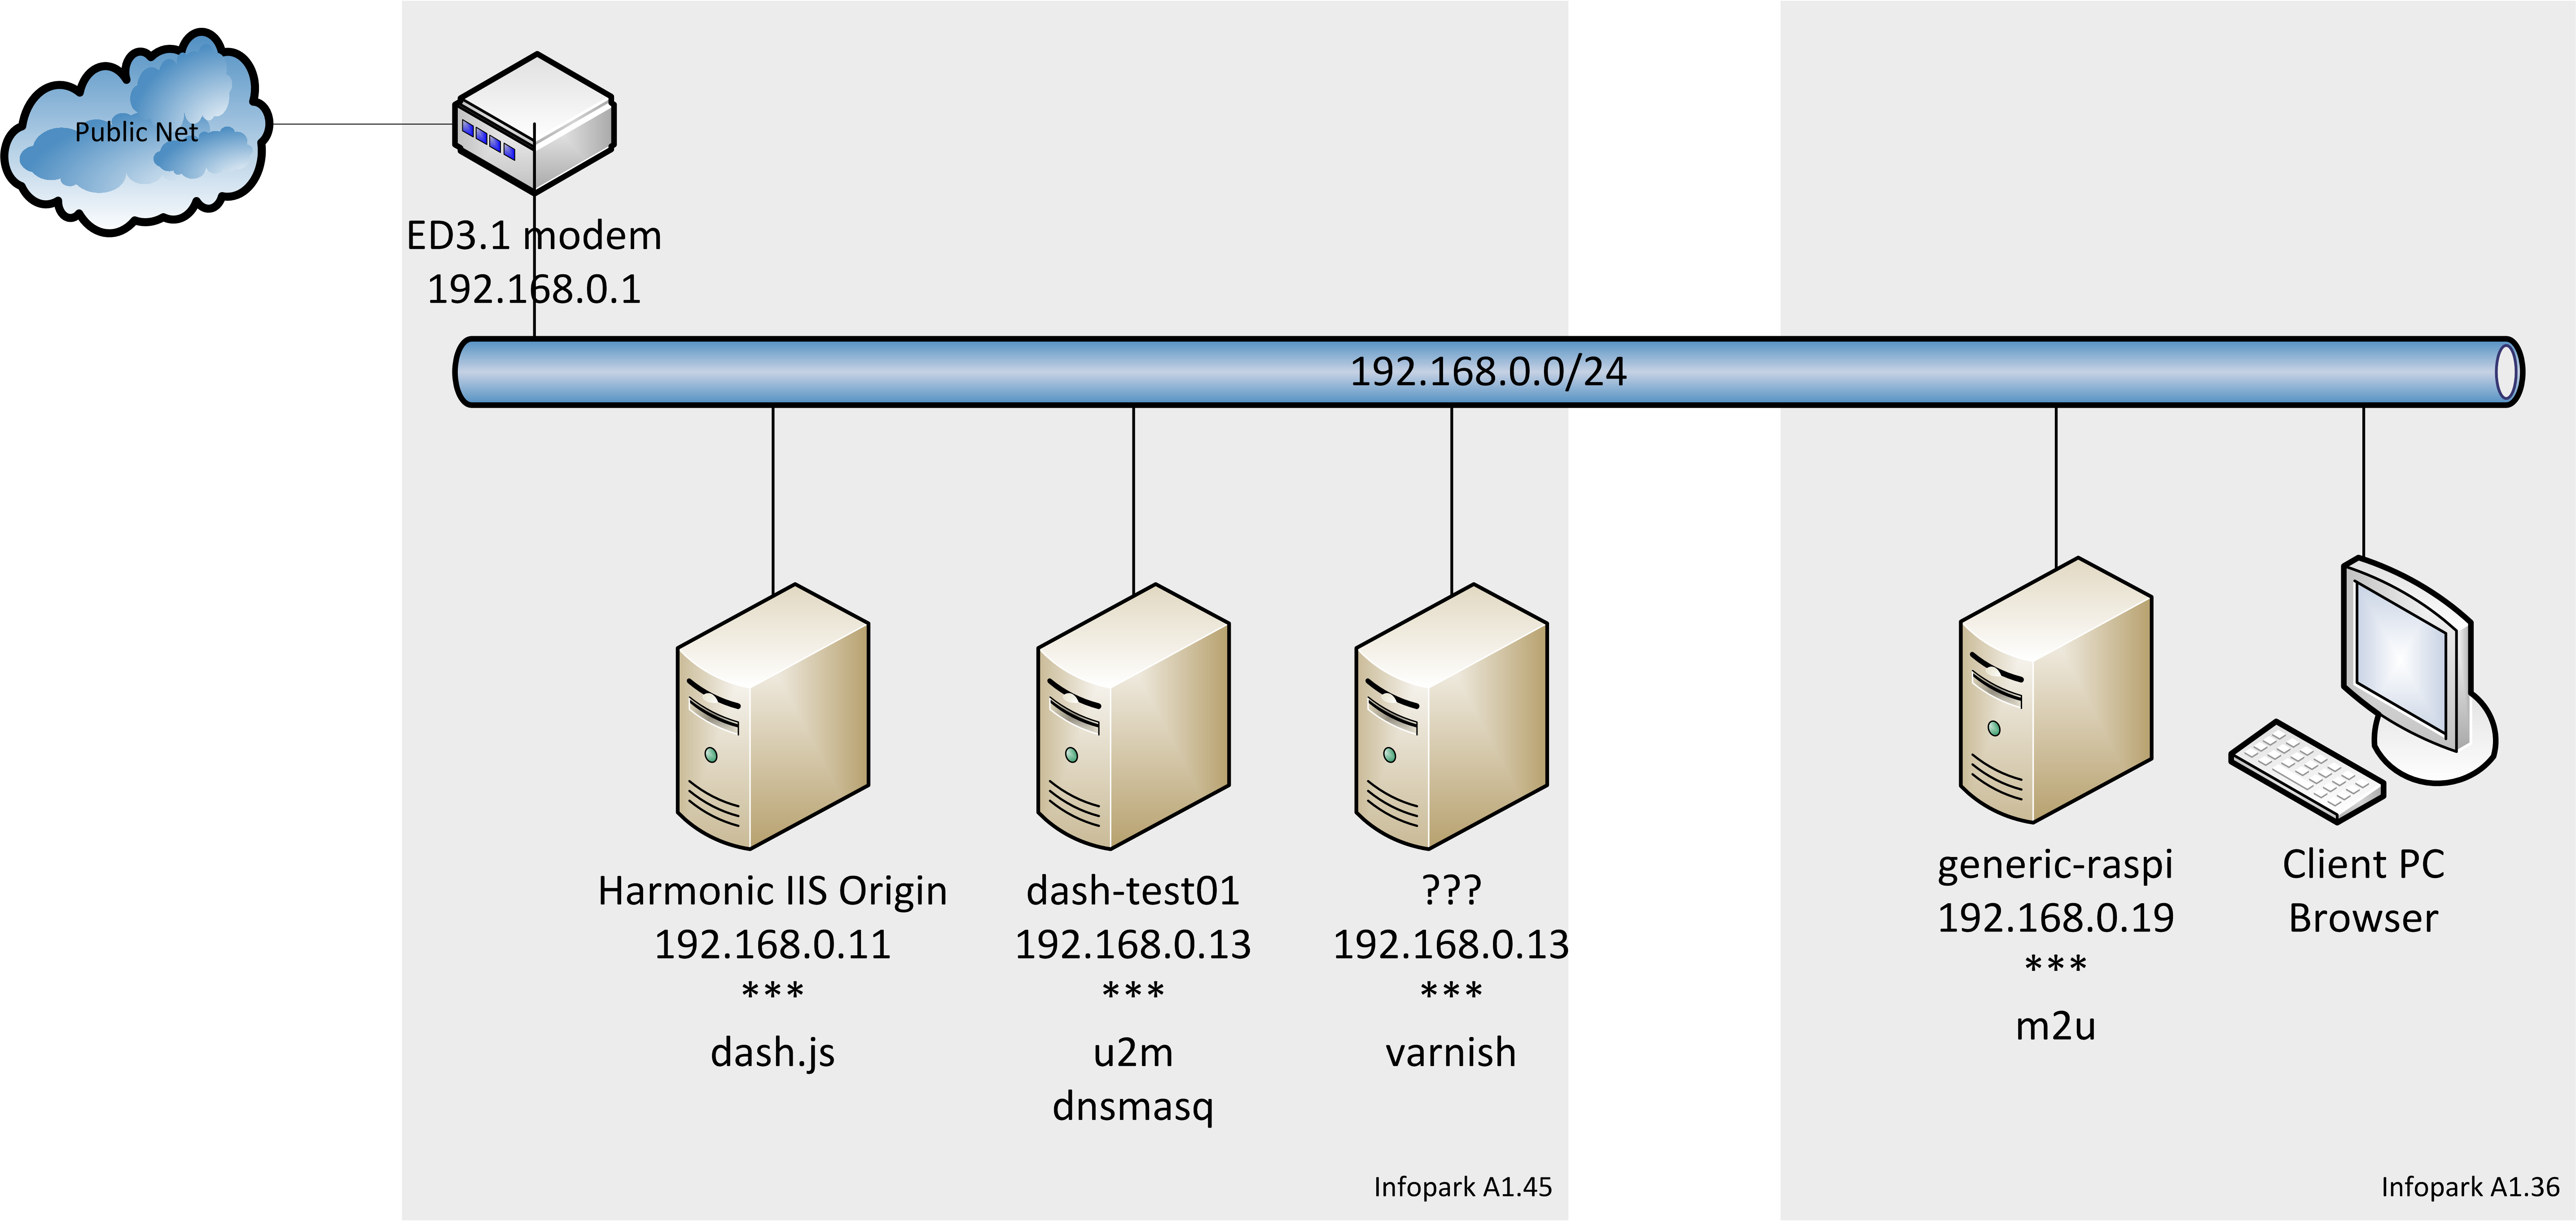 Public Net
ED3.1 modem
192.168.0.1
192.168.0.0/24
Harmonic IIS Origin
192.168.0.11
***
dash.js
dash-test01
192.168.0.13
***
u2m
dnsmasq
???
192.168.0.13
***
varnish
generic-raspi
192.168.0.19
***
m2u
Client PC
Browser
Infopark A1.45
Infopark A1.36